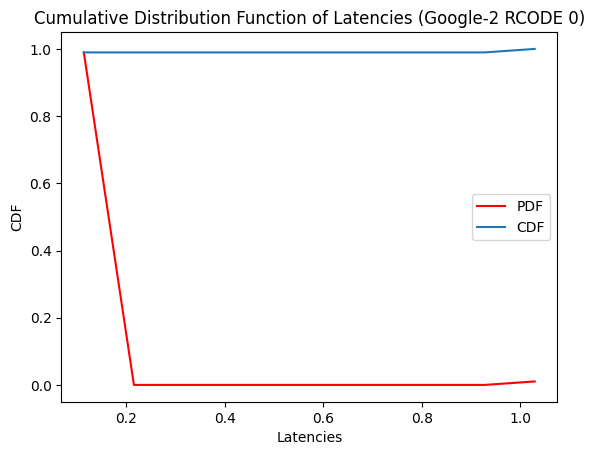 Cumulative Distribution Function of Latencies (Google-2 RCODE 0)
1.0
0.8
0.6
0.4
0.2
0.0
CDF
PDF
CDF
0.2 0.4 0.6 0.8 1.0
Latencies